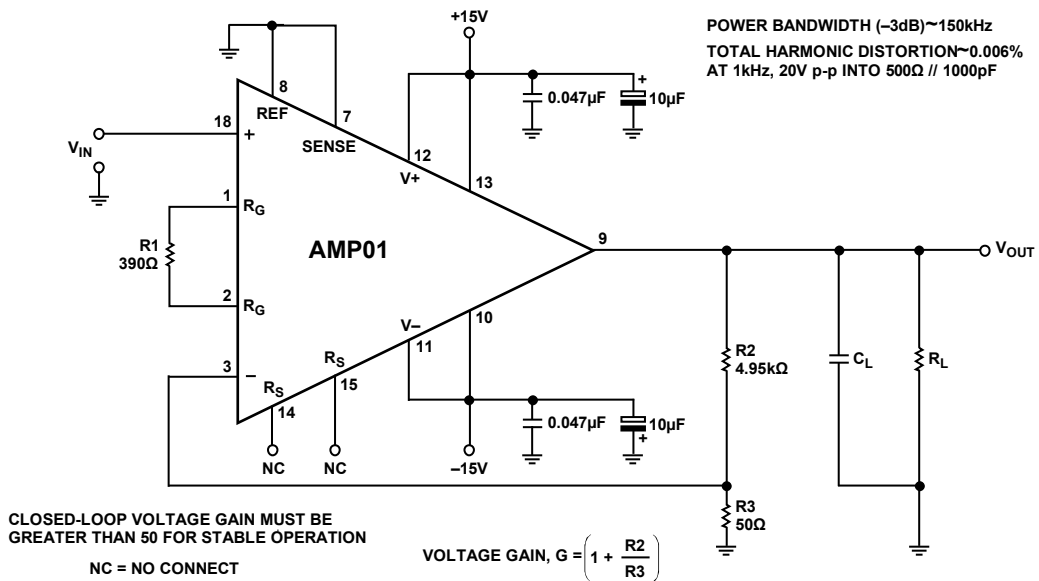 +15V
POWER BANDWIDTH (–3dB)~150kHz
TOTAL HARMONIC DISTORTION~0.006%
AT 1kHz, 20V p-p INTO 500Ω // 1000pF
8
REF
7
SENSE
0.047µF
+
10µF
18
+
VIN
12
V+
13
1
RG
R1
390Ω
AMP01
9
VOUT
2
RG
10
V–
11
R2
4.95kΩ
CL
RL
3
–
RS
15
RS
14
0.047µF
10µF
+
NC
NC
–15V
R3
50Ω
CLOSED-LOOP VOLTAGE GAIN MUST BE
GREATER THAN 50 FOR STABLE OPERATION
NC = NO CONNECT
VOLTAGE GAIN, G = (1 + R2
R3)